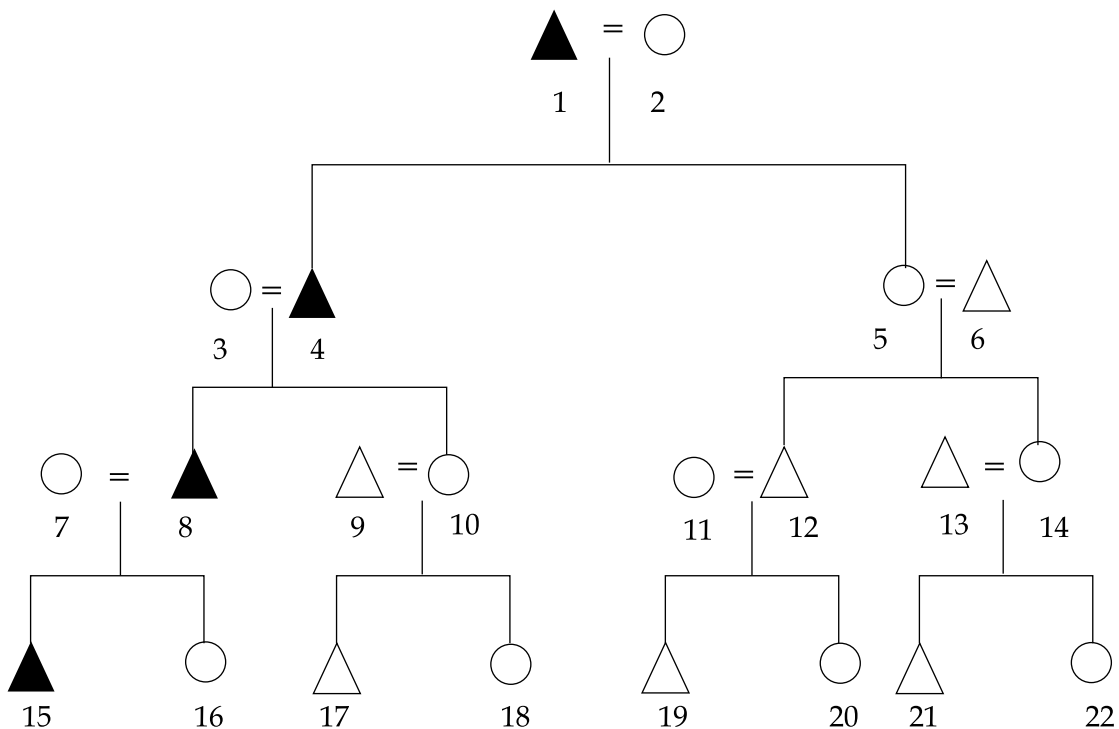 =
1 2
= =
3 4 5 6
= = = =
7 8 9 10 11 12 13 14
15 16 17 18 19 20 21 22